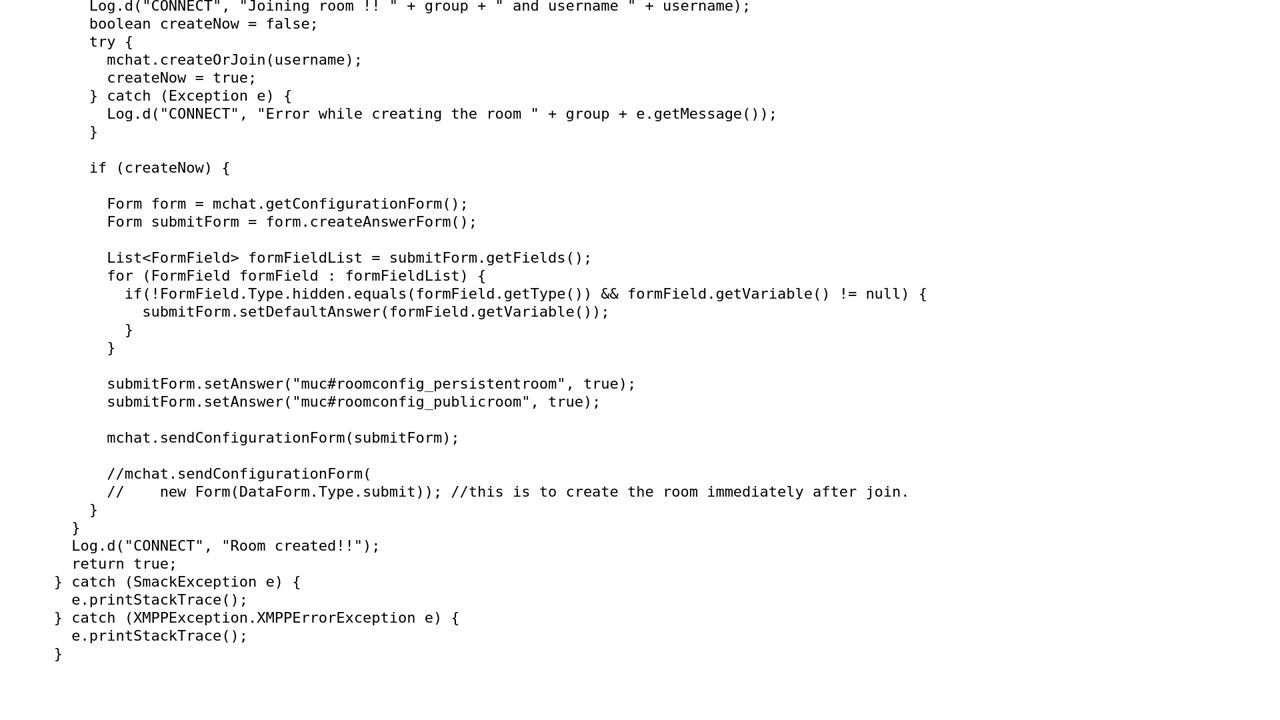 Log.d("CONNECT", "Joining room !! " + group + " and username " + username);
boolean createNow = false;
try {
mchat.createOrJoin(username);
createNow = true;
} catch (Exception e) {
Log.d("CONNECT", "Error while creating the room " + group + e.getMessage());
}
if (createNow) {
Form form = mchat.getConfigurationForm();
Form submitForm = form.createAnswerForm();
List<FormField> formFieldList = submitForm.getFields();
for (FormField formField : formFieldList) {
if(!FormField.Type.hidden.equals(formField.getType()) && formField.getVariable() != null) {
submitForm.setDefaultAnswer(formField.getVariable());
}
}
submitForm.setAnswer("muc#roomconfig_persistentroom", true);
submitForm.setAnswer("muc#roomconfig_publicroom", true);
mchat.sendConfigurationForm(submitForm);
//mchat.sendConfigurationForm(
//    new Form(DataForm.Type.submit)); //this is to create the room immediately after join.
}
}
Log.d("CONNECT", "Room created!!");
return true;
} catch (SmackException e) {
e.printStackTrace();
} catch (XMPPException.XMPPErrorException e) {
e.printStackTrace();
}